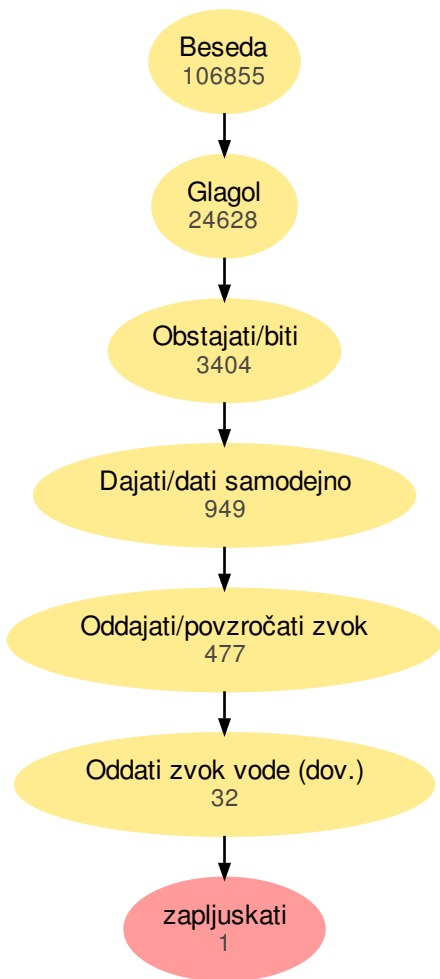 Beseda
106855
Glagol
24628
Obstajati/biti
3404
Dajati/dati samodejno
949
Oddajati/povzročati zvok
477
Oddati zvok vode (dov.)
32
zapljuskati
1